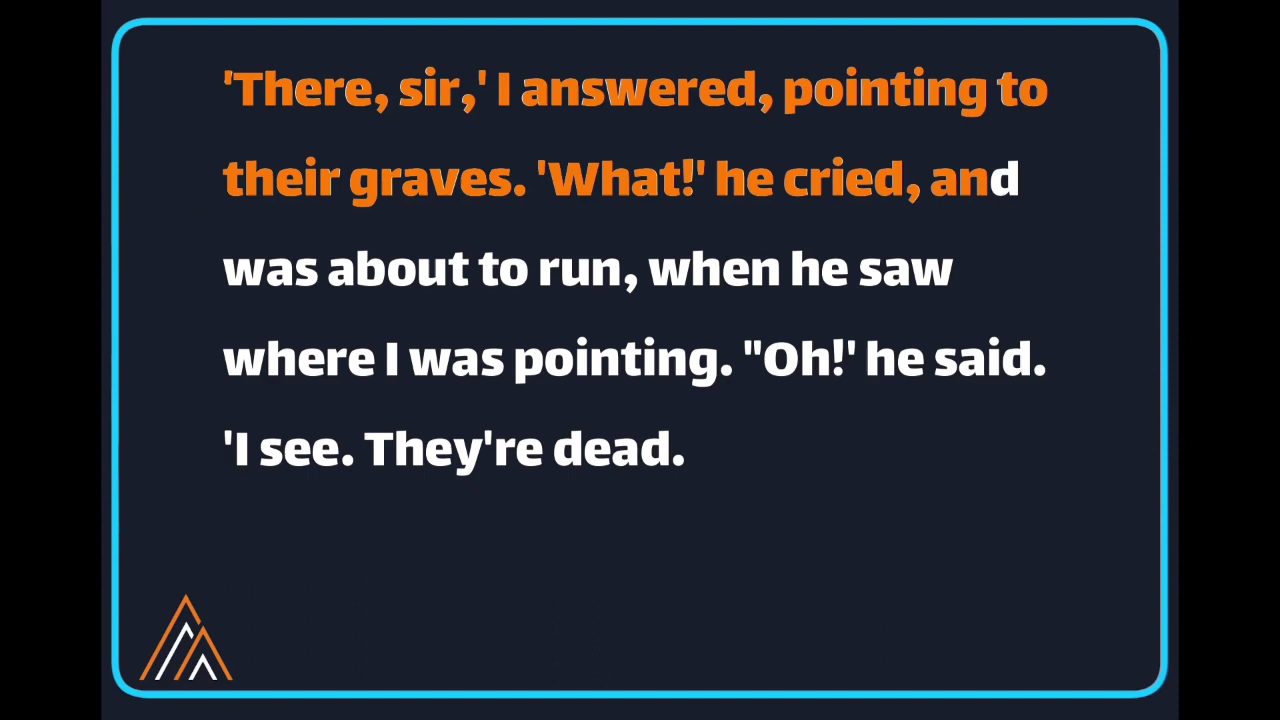 'There, sir,' I answered, pointing to
their graves. 'What!' he cried, and
was about to run, when he saw
where I was pointing. "Oh!' he said.
'I see. They're dead.